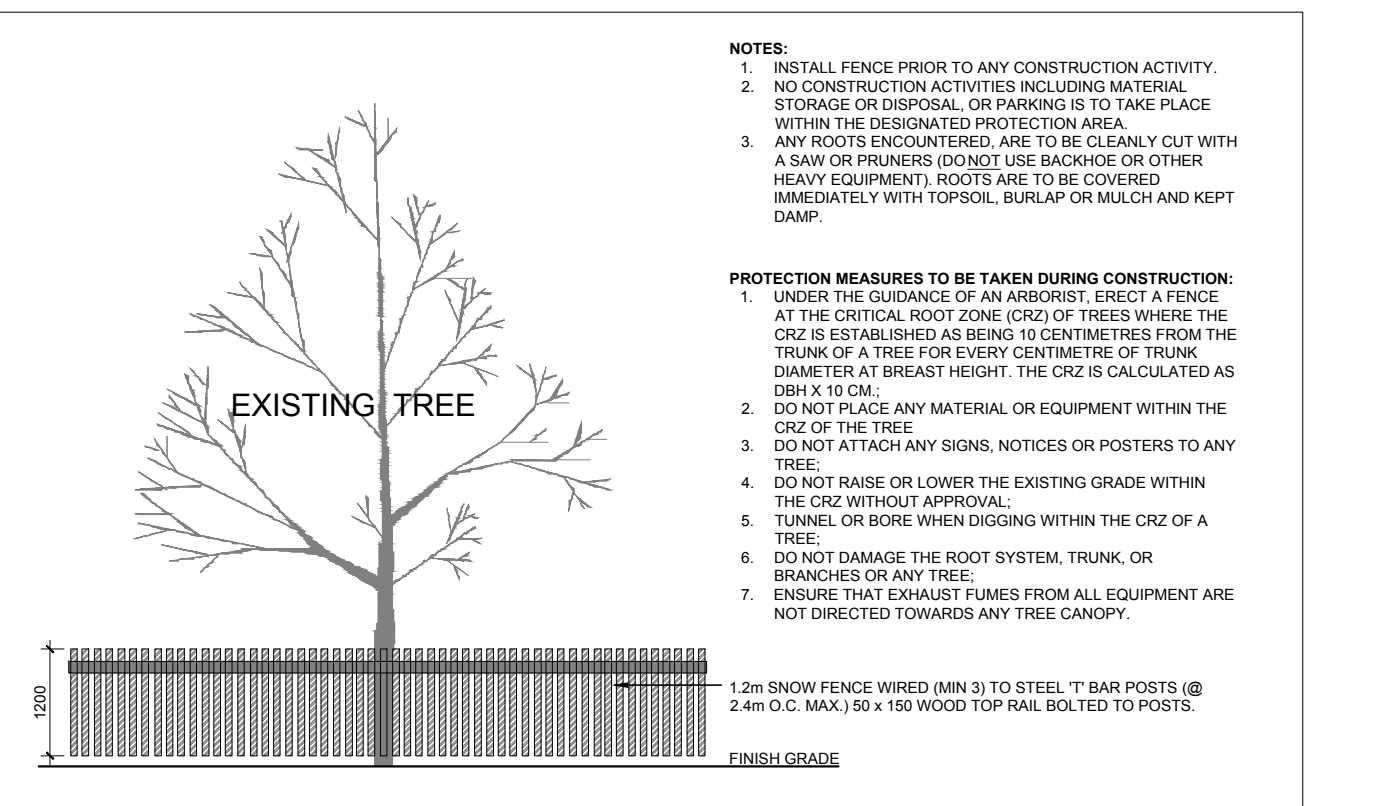 NOTES:
1. INSTALL FENCE PRIOR TO ANY CONSTRUCTION ACTIVITY.
2. NO CONSTRUCTION ACTIVITIES INCLUDING MATERIAL
STORAGE OR DISPOSAL, OR PARKING IS TO TAKE PLACE
WITHIN THE DESIGNATED PROTECTION AREA.
3. ANY ROOTS ENCOUNTERED, ARE TO BE CLEANLY CUT WITH
A SAW OR PRUNERS (DO NOT USE BACKHOE OR OTHER
HEAVY EQUIPMENT). ROOTS ARE TO BE COVERED
IMMEDIATELY WITH TOPSOIL, BURLAP OR MULCH AND KEPT
DAMP.
PROTECTION MEASURES TO BE TAKEN DURING CONSTRUCTION:
1. UNDER THE GUIDANCE OF AN ARBORIST, ERECT A FENCE
AT THE CRITICAL ROOT ZONE (CRZ) OF TREES WHERE THE
CRZ IS ESTABLISHED AS BEING 10 CENTIMETRES FROM THE
TRUNK OF A TREE FOR EVERY CENTIMETRE OF TRUNK
DIAMETER AT BREAST HEIGHT. THE CRZ IS CALCULATED AS
DBH X 10 CM.;
2. DO NOT PLACE ANY MATERIAL OR EQUIPMENT WITHIN THE
CRZ OF THE TREE
3. DO NOT ATTACH ANY SIGNS, NOTICES OR POSTERS TO ANY
TREE;
4. DO NOT RAISE OR LOWER THE EXISTING GRADE WITHIN
THE CRZ WITHOUT APPROVAL;
5. TUNNEL OR BORE WHEN DIGGING WITHIN THE CRZ OF A
TREE;
6. DO NOT DAMAGE THE ROOT SYSTEM, TRUNK, OR
BRANCHES OR ANY TREE;
7. ENSURE THAT EXHAUST FUMES FROM ALL EQUIPMENT ARE
NOT DIRECTED TOWARDS ANY TREE CANOPY.
EXISTING TREE
1200
1.2m SNOW FENCE WIRED (MIN 3) TO STEEL 'T' BAR POSTS (@
2.4m O.C. MAX.) 50 x 150 WOOD TOP RAIL BOLTED TO POSTS.
FINISH GRADE